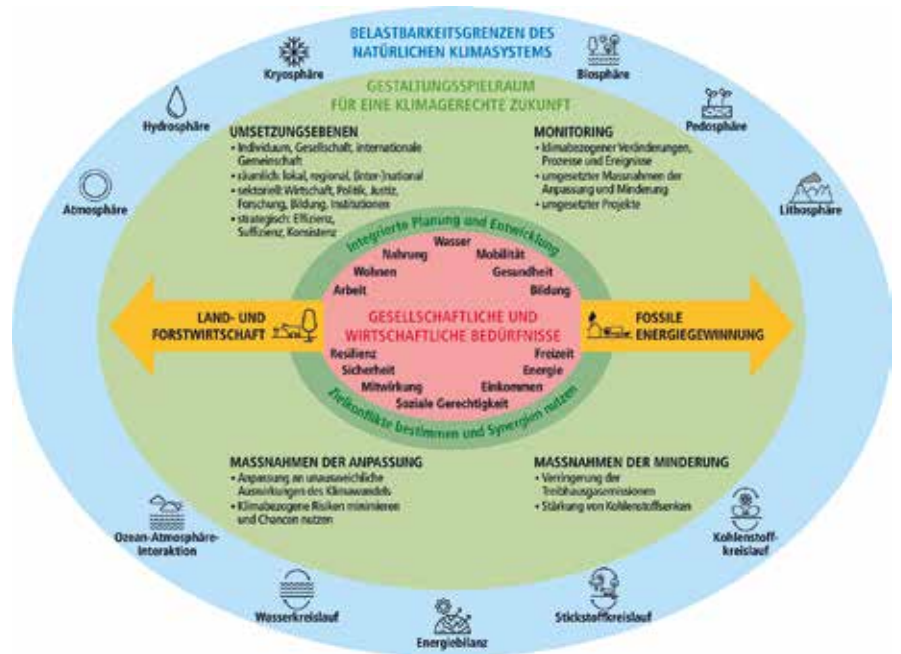 BELASTBARKEITSGRENZEN DES
NATÜRLICHEN KLIMASYSTEMS
Kryosphäre
Biosphäre
Hydrosphäre
Pedosphäre
Atmosphäre
Lithosphäre
GESTALTUNGSSPIELRAUM
FÜR EINE KLIMAGERECHTE ZUKUNFT
UMSETZUNGSEBENEN
• Individuum, Gesellschaft, internationale
Gemeinschaft
• räumlich: lokal, regional, (inter-)national
• sektoriell: Wirtschaft, Politik, Justiz,
Forschung, Bildung, Institutionen
• strategisch: Effizienz,
Suffizienz, Konsistenz
MONITORING
• klimabezogener Veränderungen,
Prozesse und Ereignisse
• umgesetzter Massnahmen der
Anpassung und Minderung
• umgesetzter Projekte
Integrierte Planung und Entwicklung
Wasser
Nahrung
Mobilität
Wohnen
Gesundheit
Arbeit
Bildung
LAND- UND
FORSTWIRTSCHAFT
GESELLSCHAFTLICHE UND
WIRTSCHAFTLICHE BEDÜRFNISSE
FOSSILE
ENERGIEGEWINNUNG
Resilienz
Freizeit
Sicherheit
Energie
Mitwirkung
Einkommen
Soziale Gerechtigkeit
Zielkonflikte bestimmen und Synergien nutzen
MASSNAHMEN DER ANPASSUNG
• Anpassung an unausweichliche
Auswirkungen des Klimawandels
• Klimabezogene Risiken minimieren
und Chancen nutzen
MASSNAHMEN DER MINDERUNG
• Verringerung der
Treibhausgasemissionen
• Stärkung von Kohlenstoffsenken
Ozean-Atmosphäre-
Interaktion
Kohlenstoff-
kreislauf
Wasserkreislauf
Stickstoffkreislauf
Energiebilanz